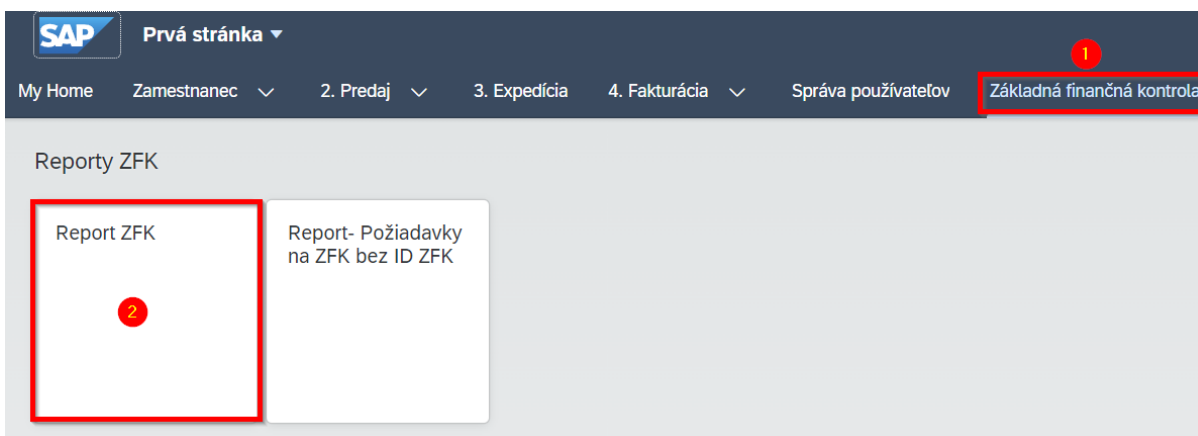 SAP Prvá stránka
1
My Home Zamestnanec 2. Predaj 3. Expedícia 4. Fakturácia Správa používateľov Základná finančná kontrola
Reporty ZFK
Report ZFK
2
Report- Požiadavky
na ZFK bez ID ZFK